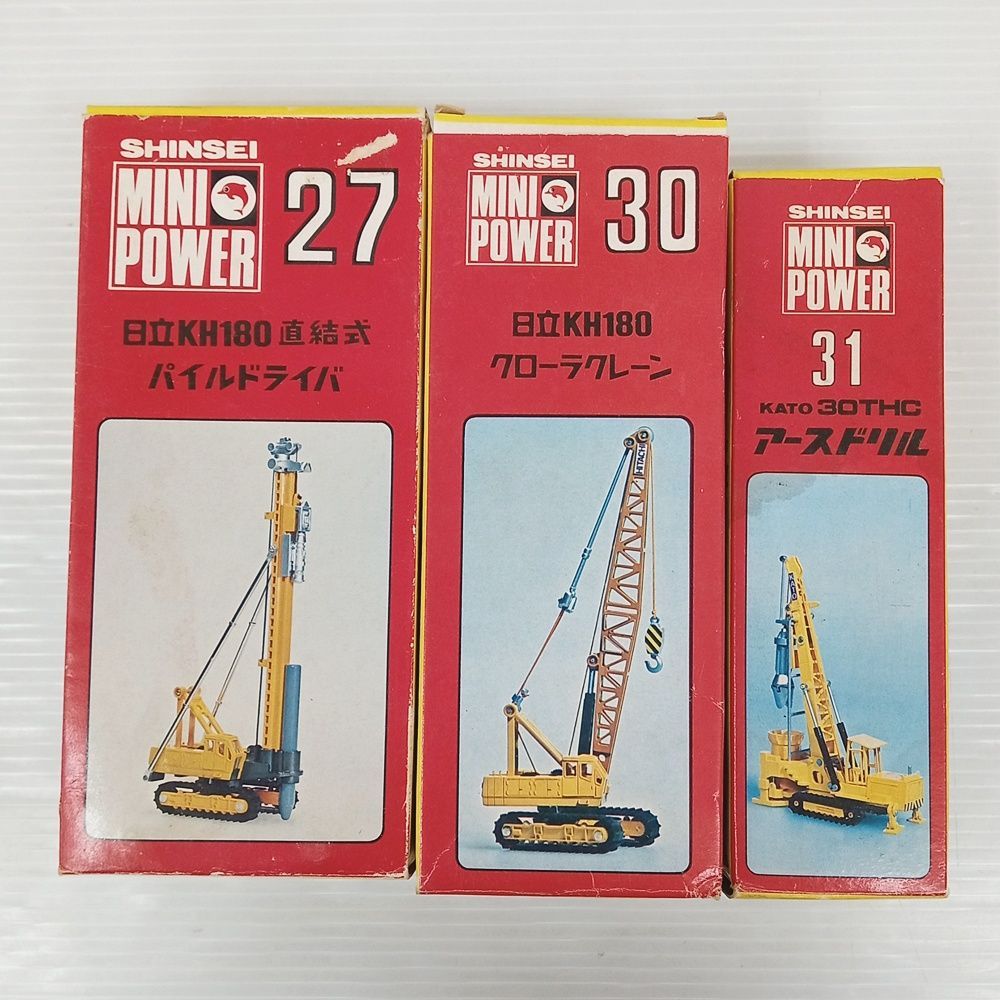 SHINSEI
MINI
POWER
27
日立KH180 直結式
パイルドライバ
SHINSEI
MINI
POWER
30
日立KH180
クローラクレーン
HITACHI
SHINSEI
MINI
POWER
31
KATO 30THC
アースドリル